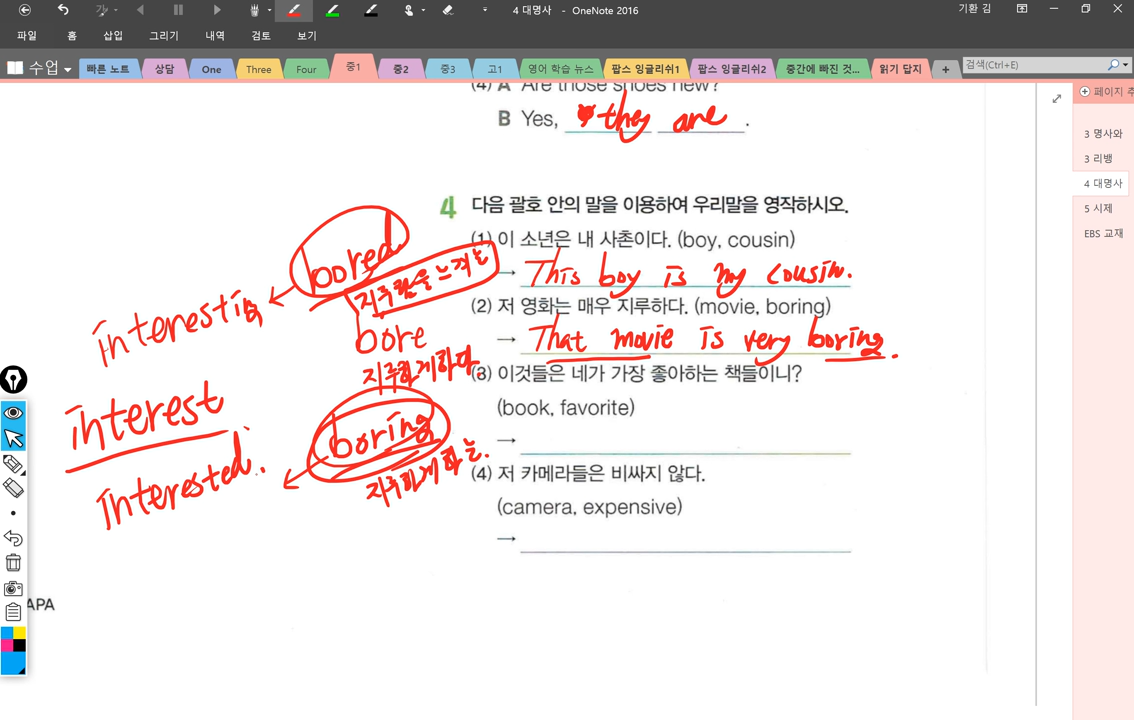 4 대명사 - OneNote 2016
기환 김
파일 홈 삽입 그리기 내역 검토 보기
수업 빠른 노트 상담 One Three Four 중1 중2 중3 고1 영어 학습 뉴스 팝스 잉글리쉬1 팝스 잉글리쉬2 중간에 빠진 것... 읽기 답지 + 검색(Ctrl+E)
페이지 추
3 명사와
3 리뱅
4 대명사
5 시제
EBS 교재
(4) A Are those shoes new?
B Yes, they are .
4 다음 괄호 안의 말을 이용하여 우리말을 영작하시오.
(1) 이 소년은 내 사촌이다. (boy, cousin)
→ This boy is my cousin.
(2) 저 영화는 매우 지루하다. (movie, boring)
→ That movie is very boring.
(3) 이것들은 네가 가장 좋아하는 책들이니?
(book, favorite)
→
(4) 저 카메라들은 비싸지 않다.
(camera, expensive)
→
bored
지루함을 느끼는
interesting
bore
지루하게 하다.
interest
boring
지루하게 하는.
interested.
APA